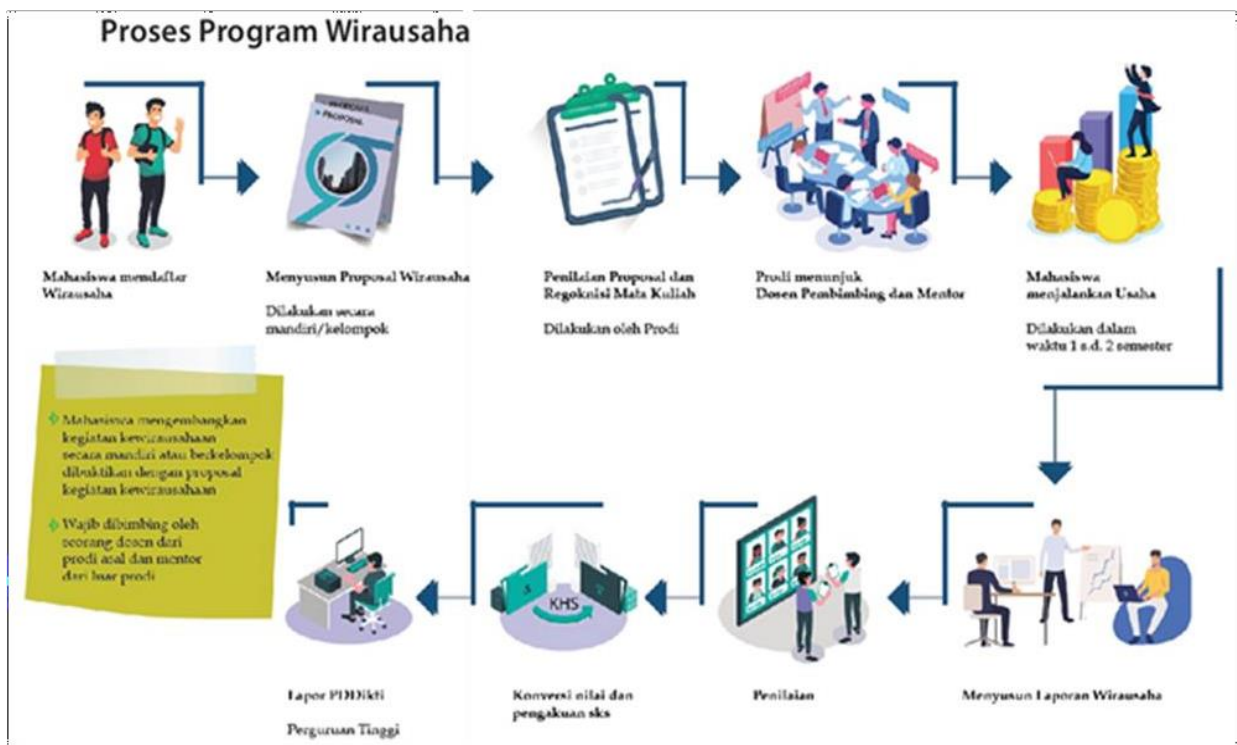 Proses Program Wirausaha
PROPOSAL
PROPOSAL
Mahasiswa mendaftar
Wirausaha
Menyusun Proposal Wirausaha
Dilakukan secara
mandiri/kelompok
Penilaian Proposal dan
Regoknisi Mata Kuliah
Dilakukan oleh Prodi
Prodi menunjuk
Dosen Pembimbing dan Mentor
Mahasiswa
menjalankan Usaha
Dilakukan dalam
waktu 1 s.d. 2 semester
Mahasiswa mengembangkan
kegiatan kewirausahaan
secara mandiri atau berkelompok
dibuktikan dengan proposal
kegiatan kewirausahaan
Wajib dibimbing oleh
seorang dosen dari
prodi asal dan mentor
dari luar prodi
KHS
Lapor PDDikti
Perguruan Tinggi
Konversi nilai dan
pengakuan sks
Penilaian
Menyusun Laporan Wirausaha